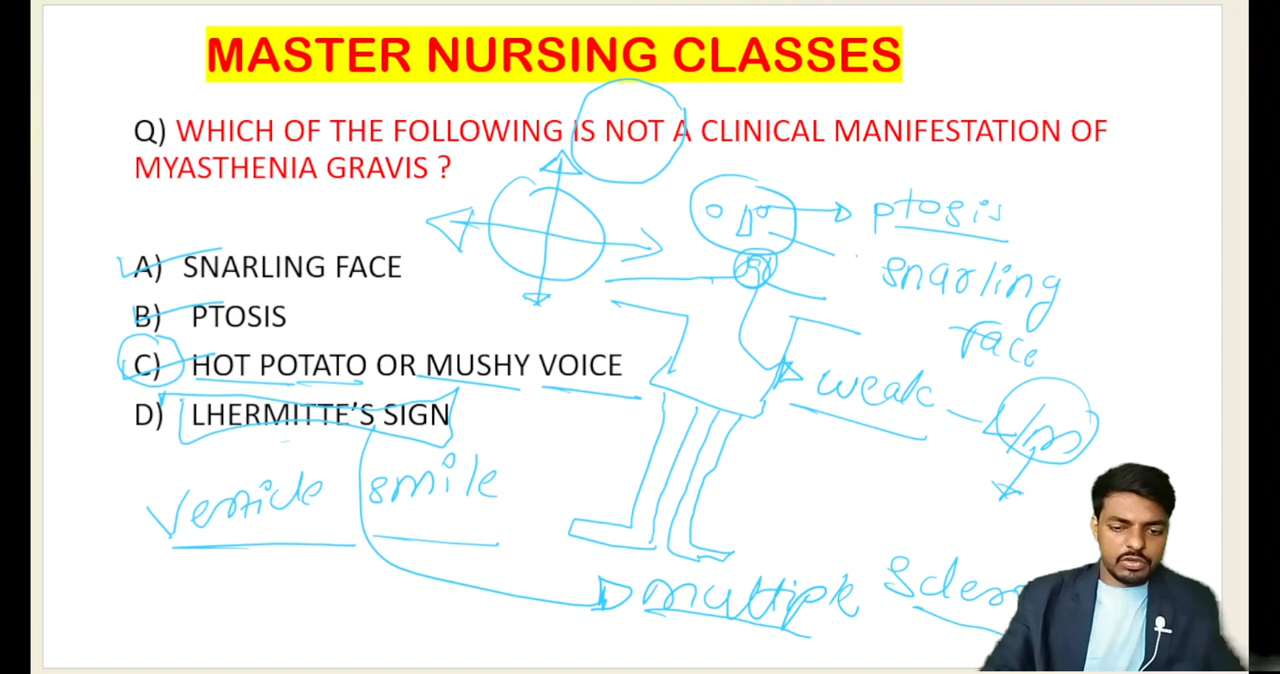 MASTER NURSING CLASSES
Q) WHICH OF THE FOLLOWING IS NOT A CLINICAL MANIFESTATION OF
MYASTHENIA GRAVIS ?
A) SNARLING FACE
B) PTOSIS
C) HOT POTATO OR MUSHY VOICE
D) LHERMITTE'S SIGN
ptosis
snarling
face
weak
smile
multiple